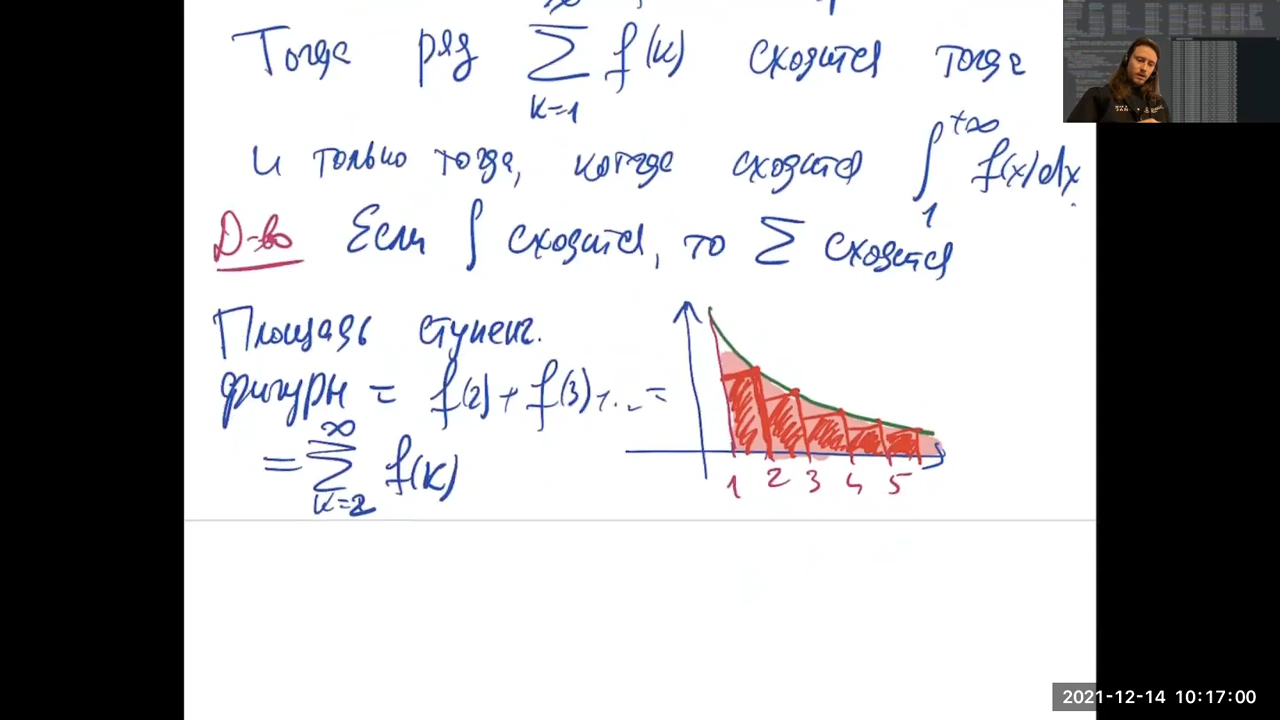 Тогда ряд ∑ f(k) сходится тогда
k=1
и только тогда, когда сходится ∫₁^{+∞} f(x)dx.
Д-во Если ∫ сходится, то ∑ сходится
Площадь ступенч.
фигуры = f(2) + f(3) + ... =
= ∑_{k=2}^{∞} f(k)
1 2 3 4 5
2021-12-14 10:17:00